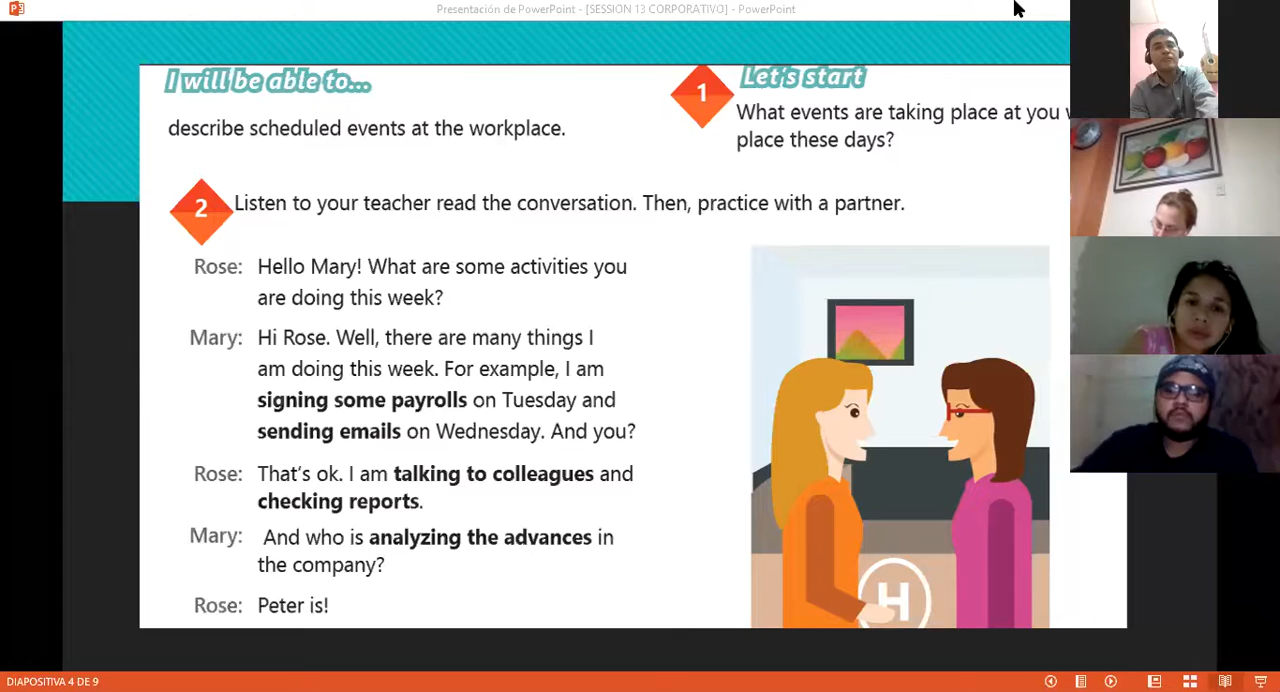 Presentación de PowerPoint - [SESSION 13 CORPORATIVO] - PowerPoint
I will be able to...
describe scheduled events at the workplace.
1
Let's start
What events are taking place at you
place these days?
2
Listen to your teacher read the conversation. Then, practice with a partner.
Rose: Hello Mary! What are some activities you
are doing this week?
Mary: Hi Rose. Well, there are many things I
am doing this week. For example, I am
signing some payrolls on Tuesday and
sending emails on Wednesday. And you?
Rose: That's ok. I am talking to colleagues and
checking reports.
Mary: And who is analyzing the advances in
the company?
Rose: Peter is!
H
DIAPOSITIVA 4 DE 9